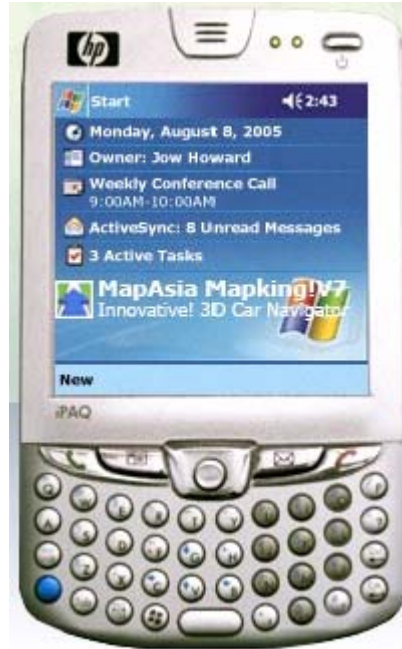 hp
Start 2:43
Monday, August 8, 2005
Owner: Jow Howard
Weekly Conference Call
9:00AM-10:00AM
ActiveSync: 8 Unread Messages
3 Active Tasks
MapAsia Mapking!V7
Innovative! 3D Car Navigator
New
iPAQ